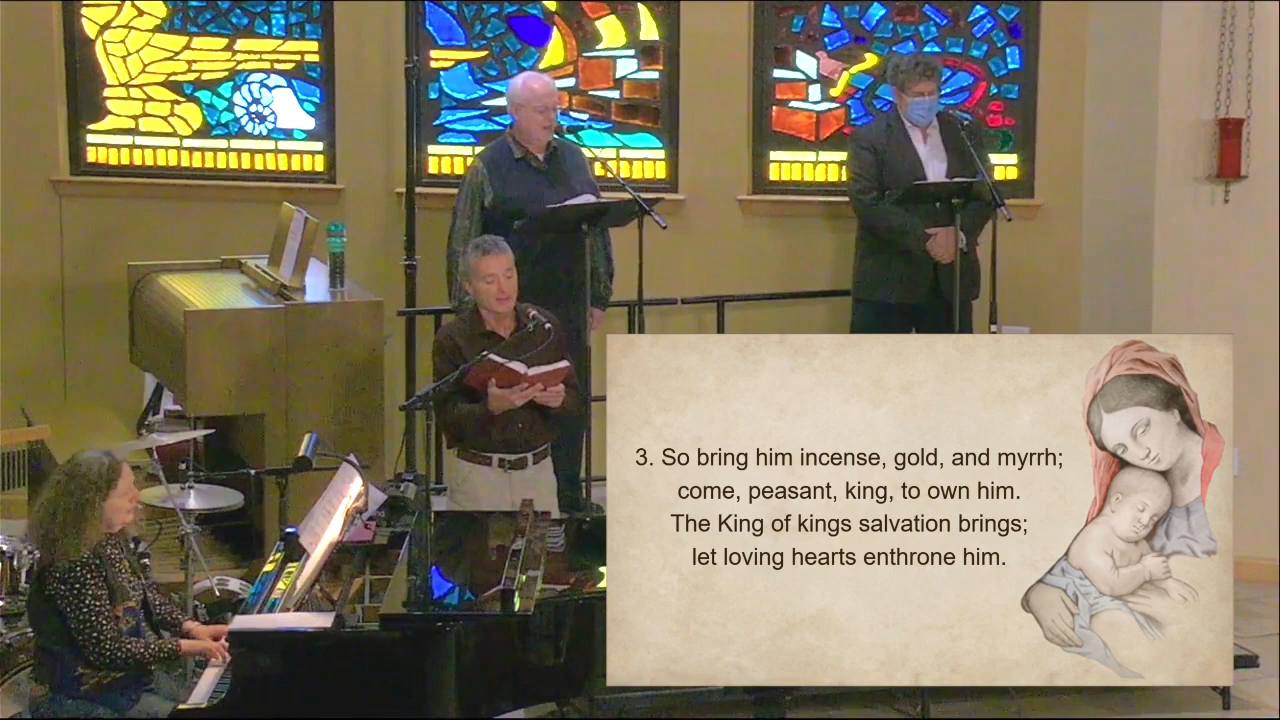 3. So bring him incense, gold, and myrrh;
come, peasant, king, to own him.
The King of kings salvation brings;
let loving hearts enthrone him.